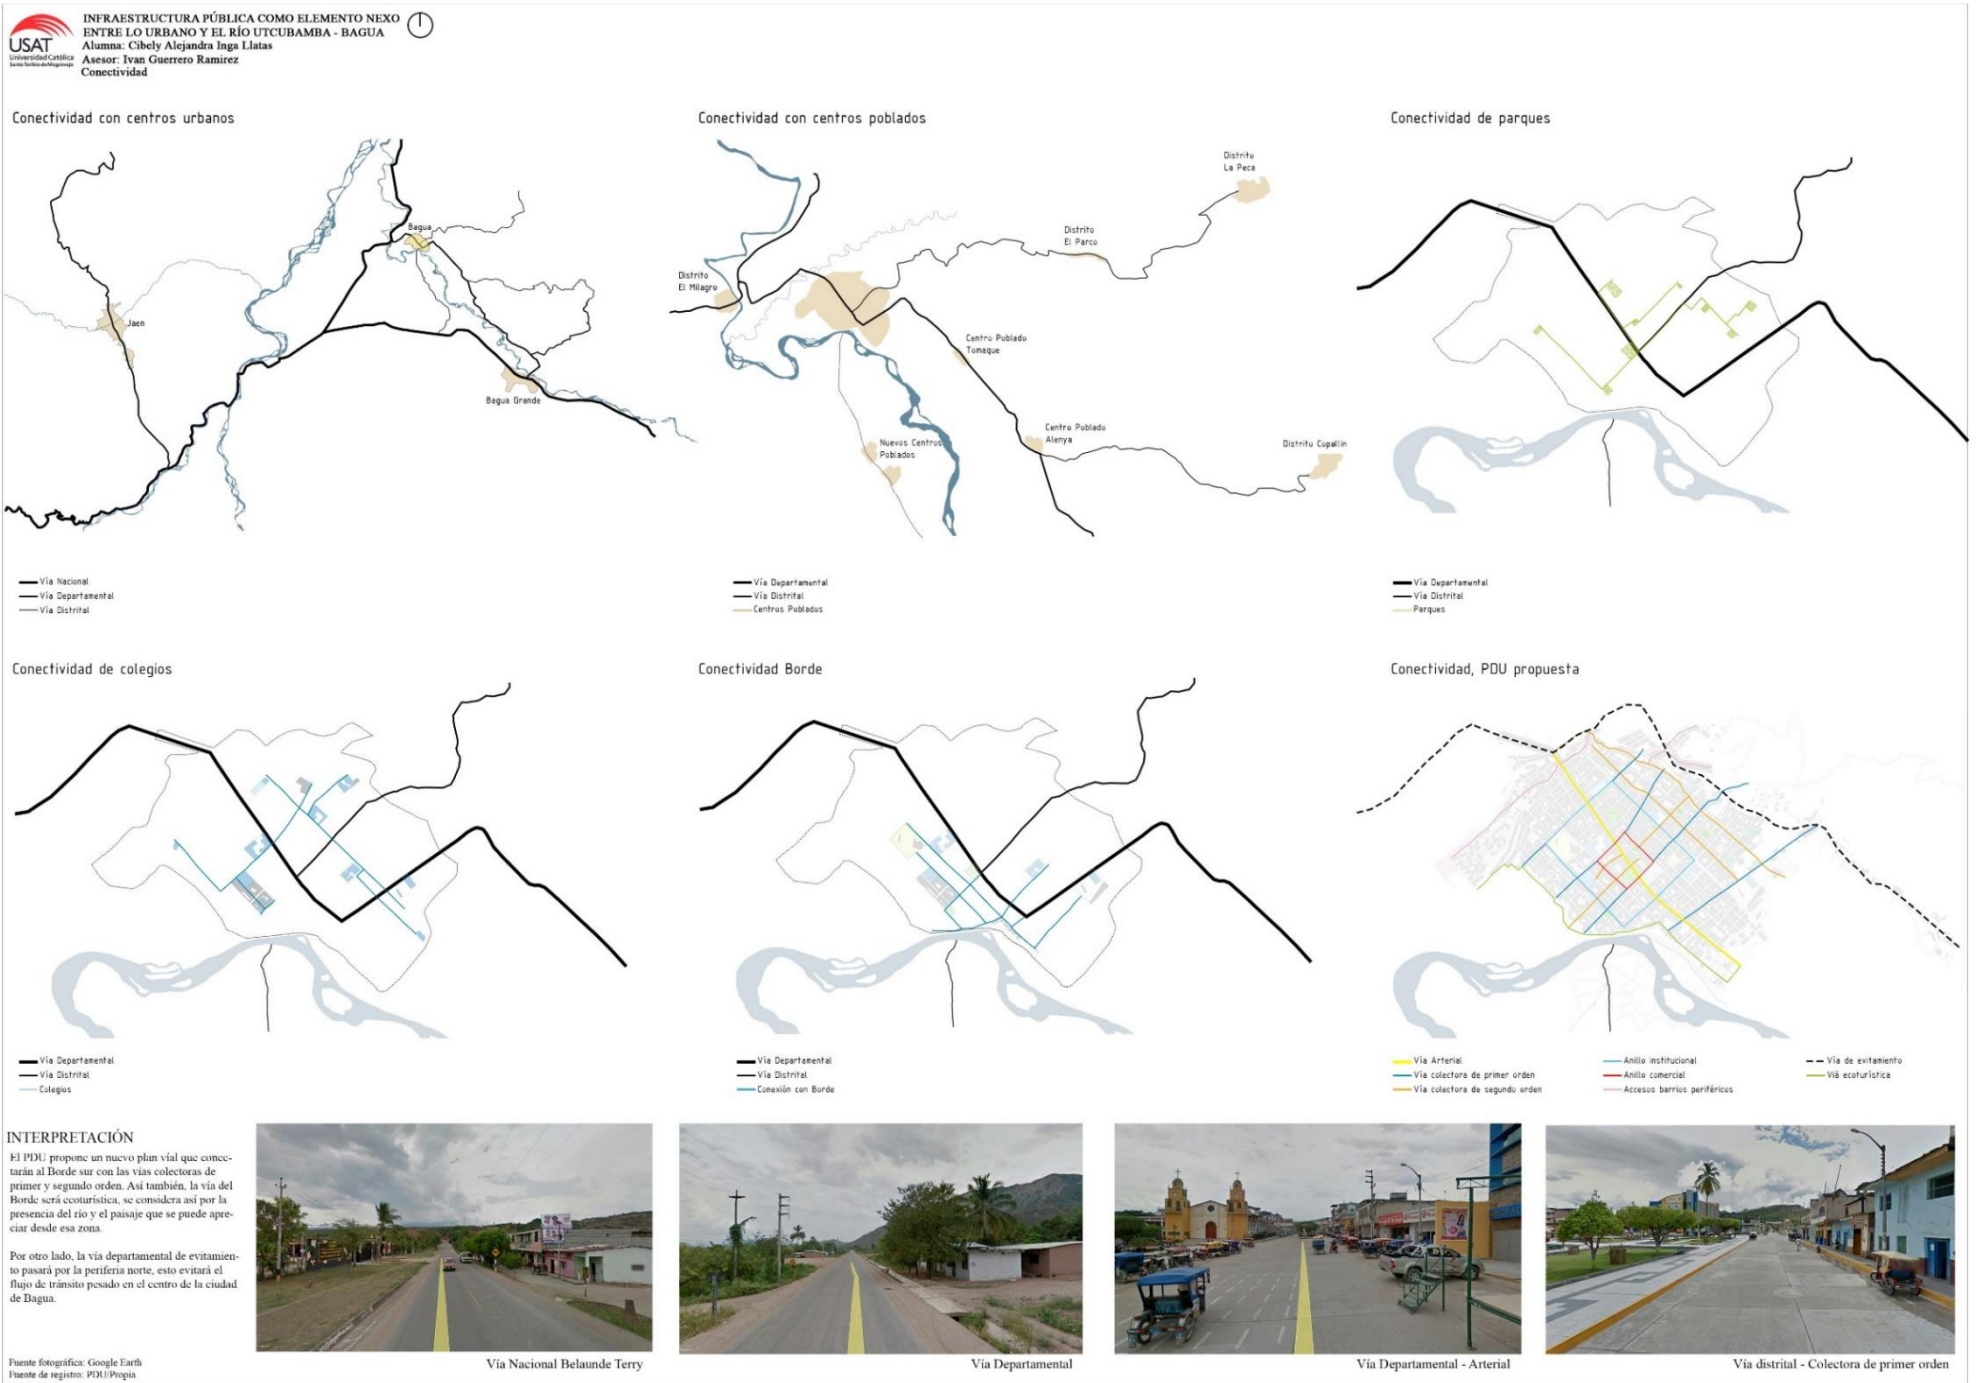 USAT
Universidad Católica
Santo Toribio de Mogrovejo
INFRAESTRUCTURA PÚBLICA COMO ELEMENTO NEXO
ENTRE LO URBANO Y EL RÍO UTCUBAMBA - BAGUA
Alumna: Cibely Alejandra Inga Llatas
Asesor: Ivan Guerrero Ramirez
Conectividad
Conectividad con centros urbanos
Bagua
Jaen
Bagua Grande
Vía Nacional
Vía Departamental
Vía Distrital
Conectividad con centros poblados
Distrito
La Peca
Distrito
El Parco
Distrito
El Milagro
Centro Poblado
Tomaque
Centro Poblado
Alenya
Nuevos Centros
Poblados
Distrito Copallin
Vía Departamental
Vía Distrital
Centros Poblados
Conectividad de parques
Vía Departamental
Vía Distrital
Parques
Conectividad de colegios
Vía Departamental
Vía Distrital
Colegios
Conectividad Borde
Vía Departamental
Vía Distrital
Conexión con Borde
Conectividad, PDU propuesta
Vía Arterial
Vía colectora de primer orden
Vía colectora de segundo orden
Anillo institucional
Anillo comercial
Accesos barrios periféricos
Vía de evitamiento
Viá ecoturística
INTERPRETACIÓN
El PDU propone un nuevo plan víal que conec-
tarán al Borde sur con las vías colectoras de
primer y segundo orden. Así también, la vía del
Borde será ecoturística, se considera así por la
presencia del río y el paisaje que se puede apre-
ciar desde esa zona.
Por otro lado, la vía departamental de evitamien-
to pasará por la periferia norte, esto evitará el
flujo de tránsito pesado en el centro de la ciudad
de Bagua.
Fuente fotográfica: Google Earth
Fuente de registro: PDU/Propia
Vía Nacional Belaunde Terry
Vía Departamental
Vía Departamental - Arterial
Vía distrital - Colectora de primer orden